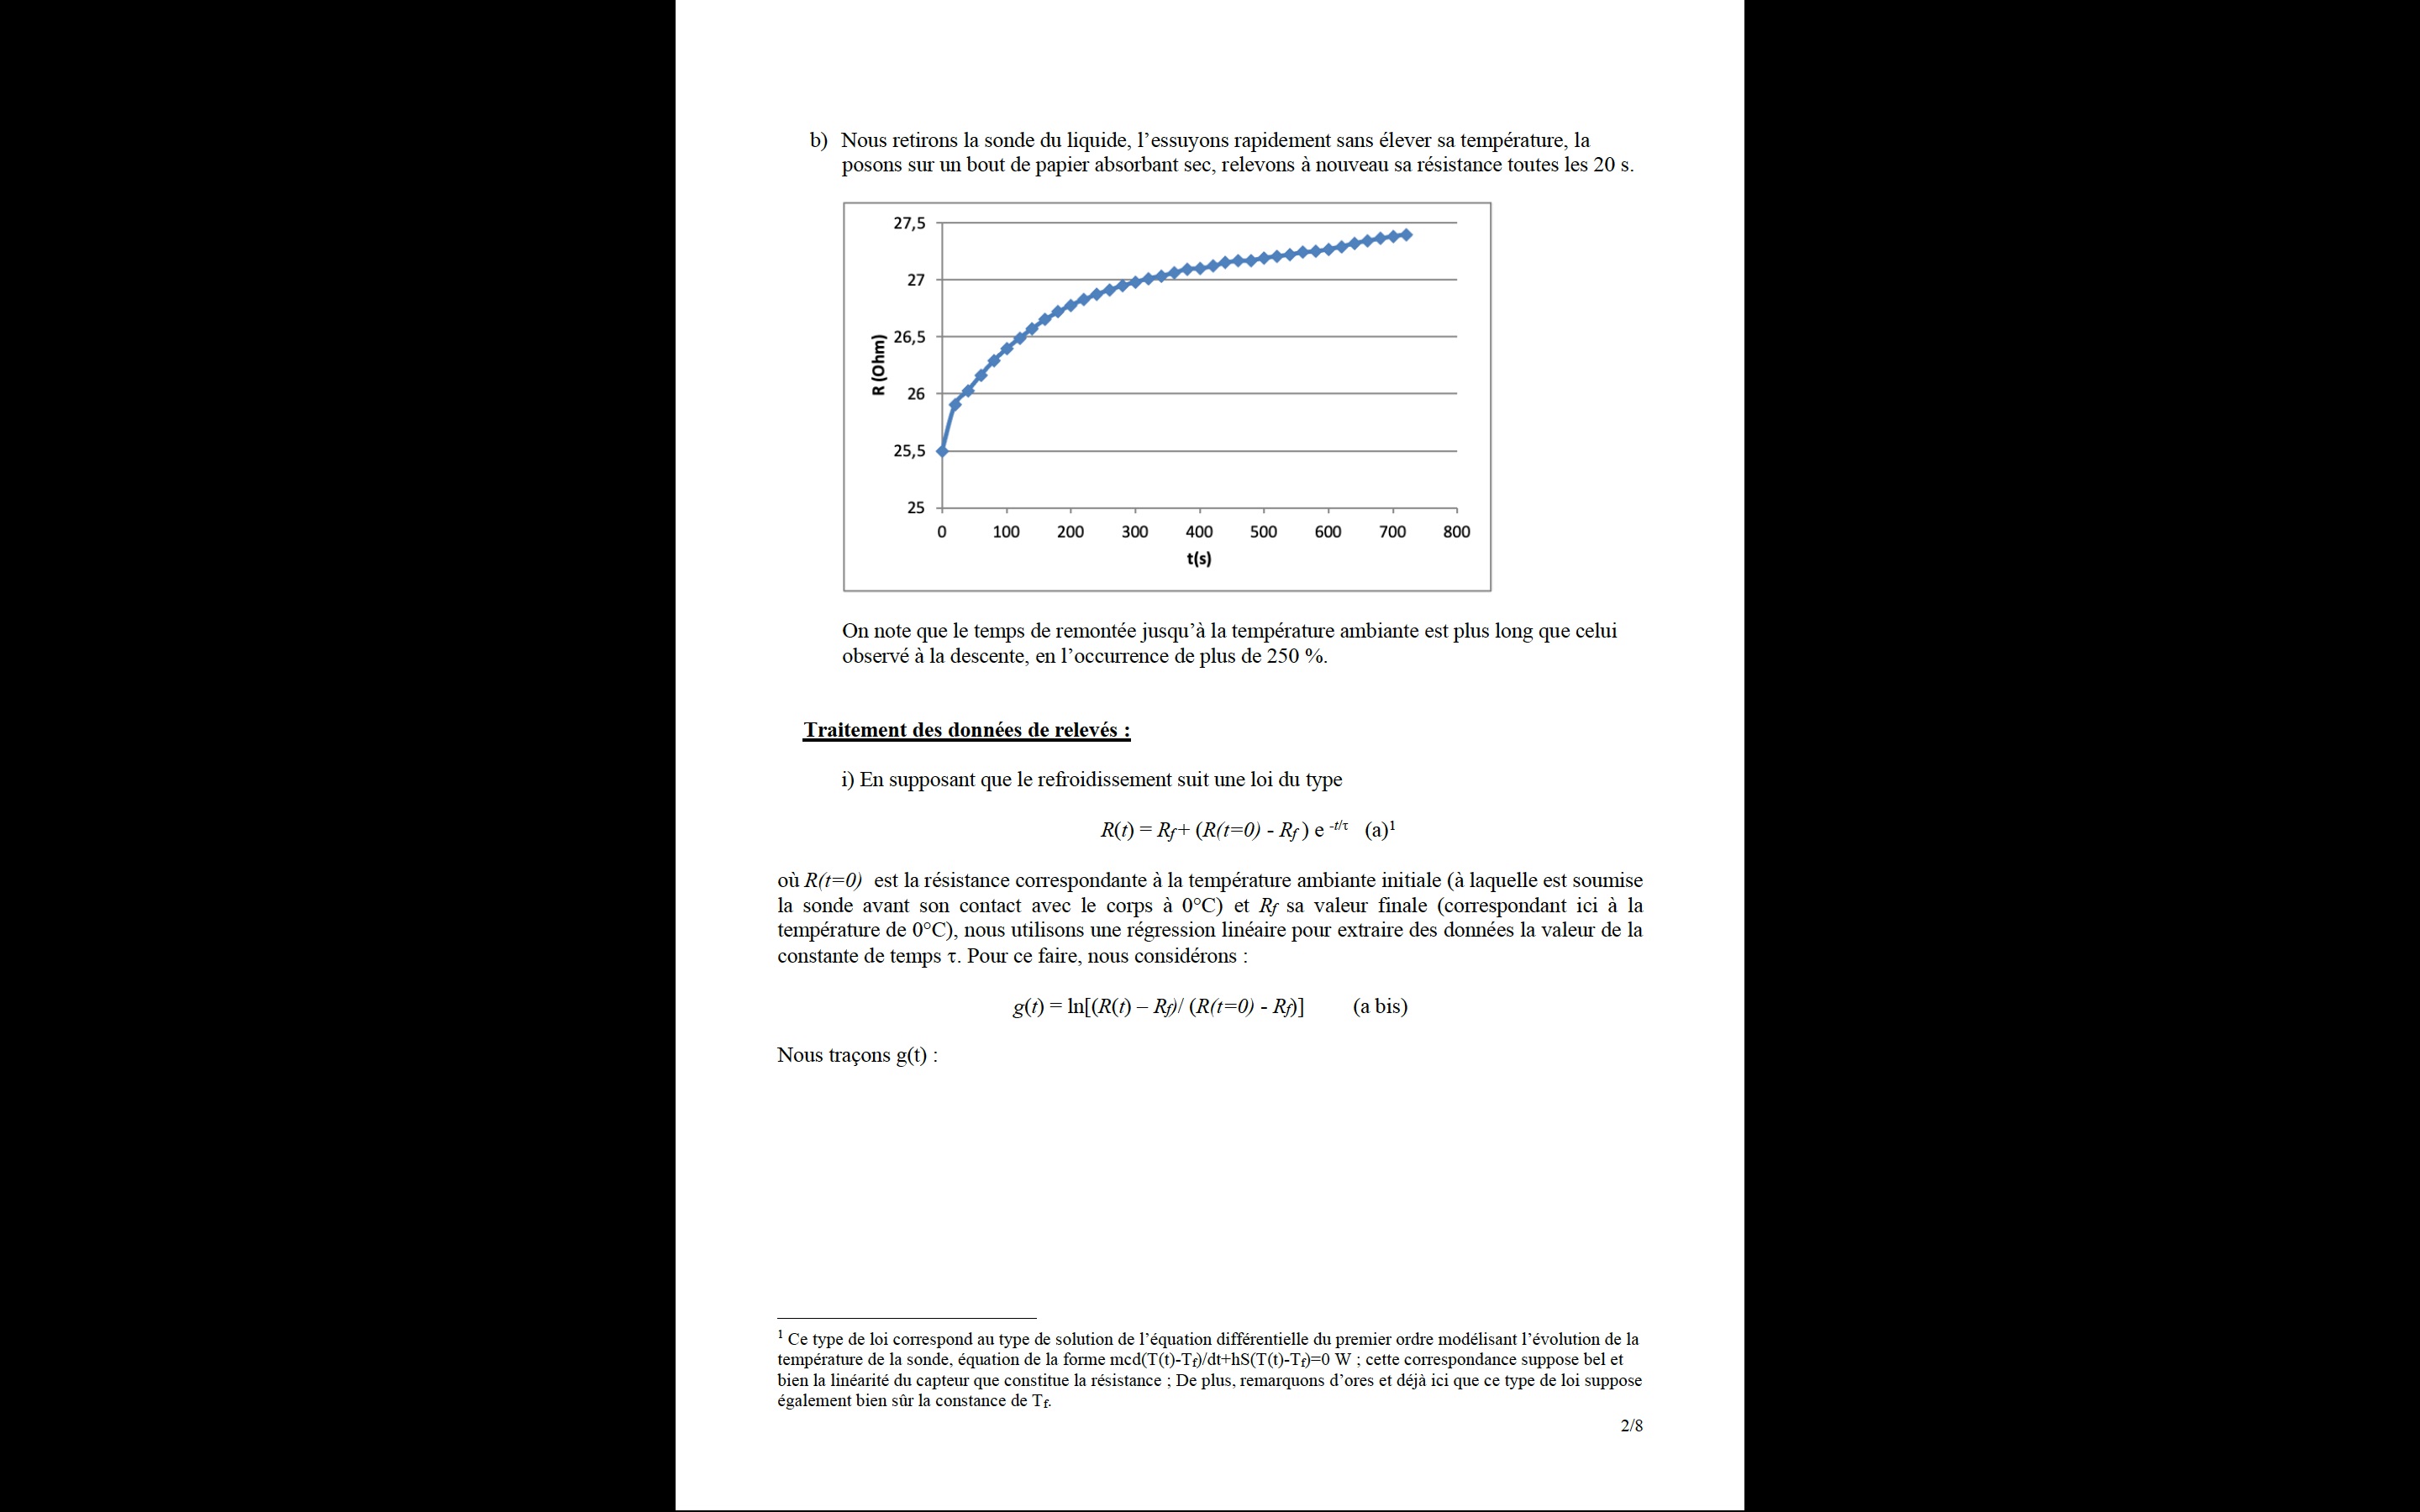 b) Nous retirons la sonde du liquide, l’essuyons rapidement sans élever sa température, la
posons sur un bout de papier absorbant sec, relevons à nouveau sa résistance toutes les 20 s.
27,5
27
26,5
26
25,5
25
R (Ohm)
0 100 200 300 400 500 600 700 800
t(s)
On note que le temps de remontée jusqu’à la température ambiante est plus long que celui
observé à la descente, en l’occurrence de plus de 250 %.
Traitement des données de relevés :
i) En supposant que le refroidissement suit une loi du type
R(t) = Rf + (R(t=0) - Rf ) e -t/τ (a)1
où R(t=0) est la résistance correspondante à la température ambiante initiale (à laquelle est soumise
la sonde avant son contact avec le corps à 0°C) et Rf sa valeur finale (correspondant ici à la
température de 0°C), nous utilisons une régression linéaire pour extraire des données la valeur de la
constante de temps τ. Pour ce faire, nous considérons :
g(t) = ln[(R(t) – Rf)/ (R(t=0) - Rf)] (a bis)
Nous traçons g(t) :
1 Ce type de loi correspond au type de solution de l’équation différentielle du premier ordre modélisant l’évolution de la
température de la sonde, équation de la forme mcd(T(t)-Tf)/dt+hS(T(t)-Tf)=0 W ; cette correspondance suppose bel et
bien la linéarité du capteur que constitue la résistance ; De plus, remarquons d’ores et déjà ici que ce type de loi suppose
également bien sûr la constance de Tf.
2/8